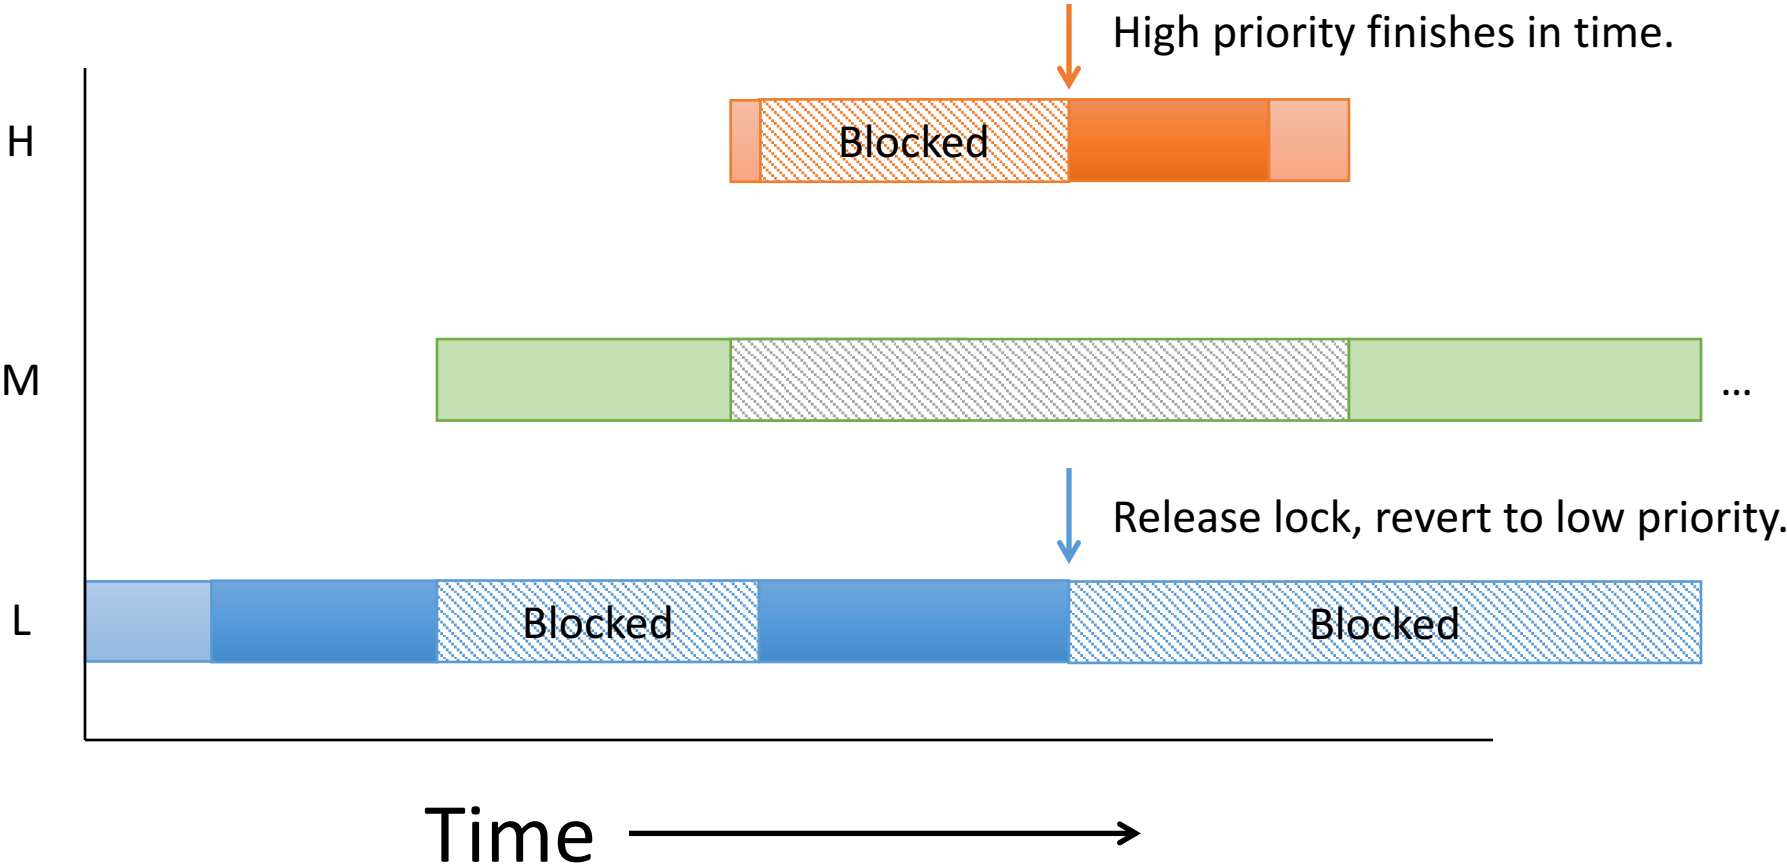 High priority finishes in time.
H
Blocked
M
...
Release lock, revert to low priority.
L
Blocked
Blocked
Time